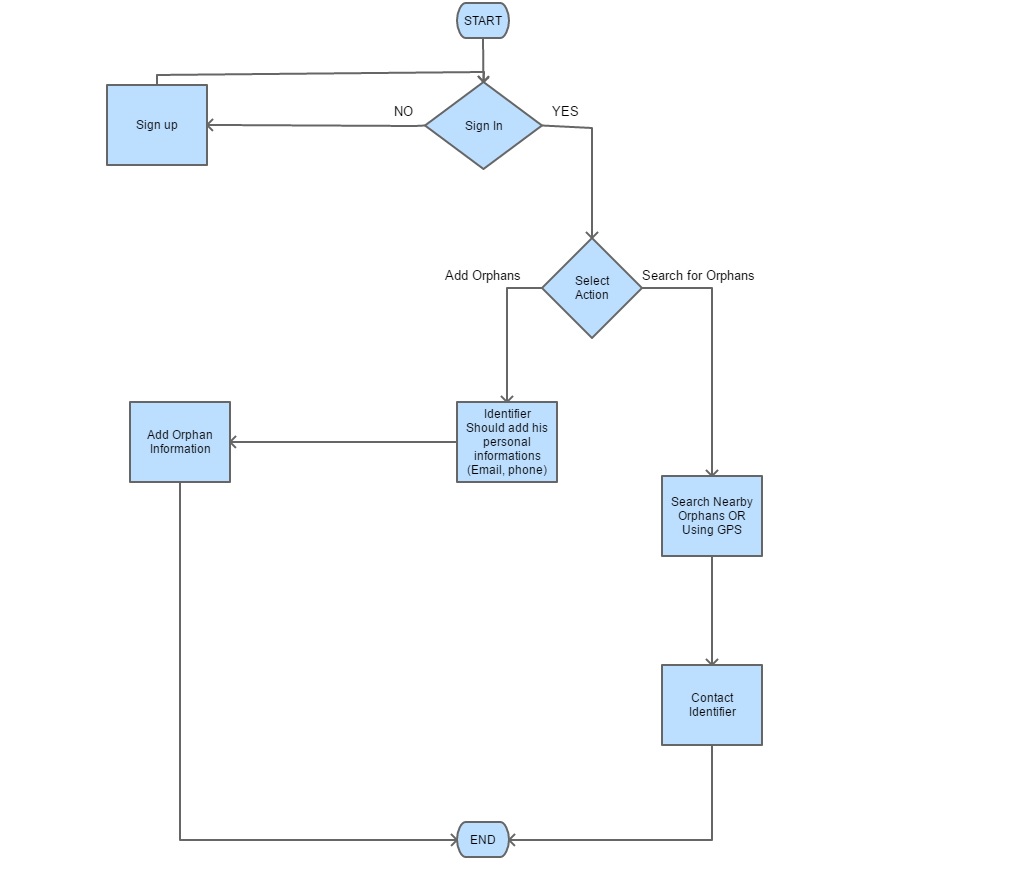 START
NO
YES
Sign up
Sign In
Add Orphans
Search for Orphans
Select
Action
Identifier
Should add his
personal
informations
(Email, phone)
Add Orphan
Information
Search Nearby
Orphans OR
Using GPS
Contact
Identifier
END